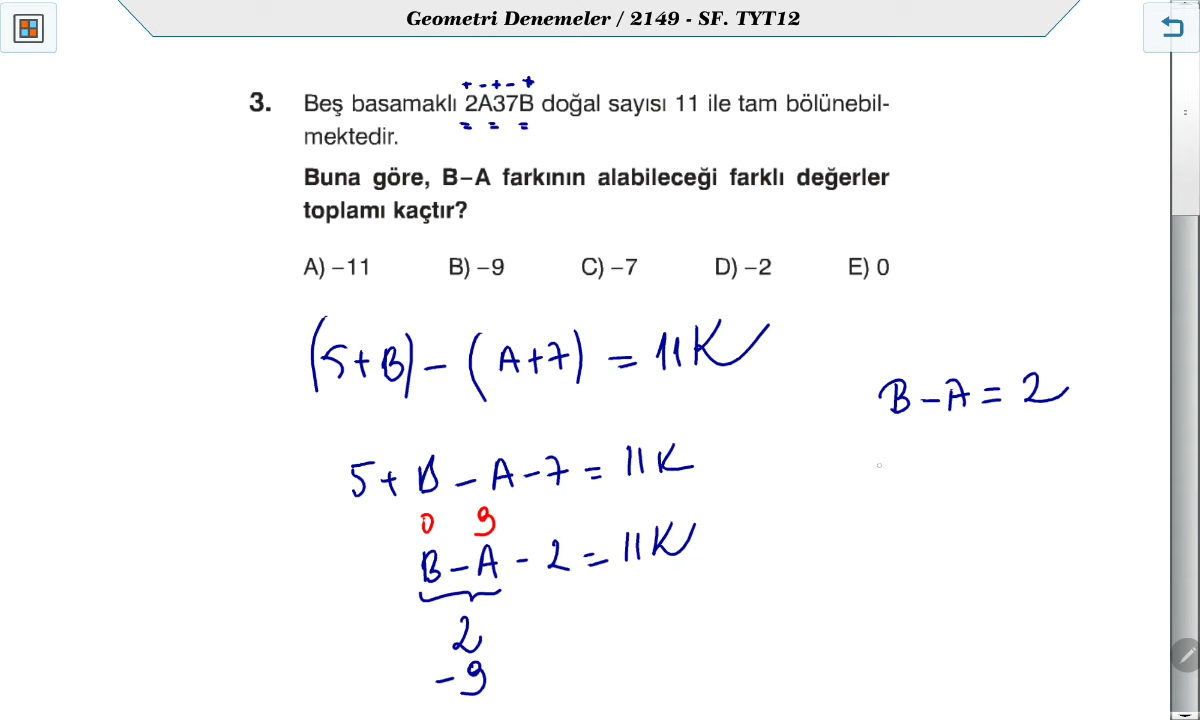 Geometri Denemeler / 2149 - SF. TYT12
+ - + - +
3. Beş basamaklı 2A37B doğal sayısı 11 ile tam bölünebil-
mektedir.
Buna göre, B–A farkının alabileceği farklı değerler
toplamı kaçtır?
A) –11 B) –9 C) –7 D) –2 E) 0
(5+B) - (A+7) = 11K
B - A = 2
5 + B - A - 7 = 11K
0 9
B - A - 2 = 11K
2
-9